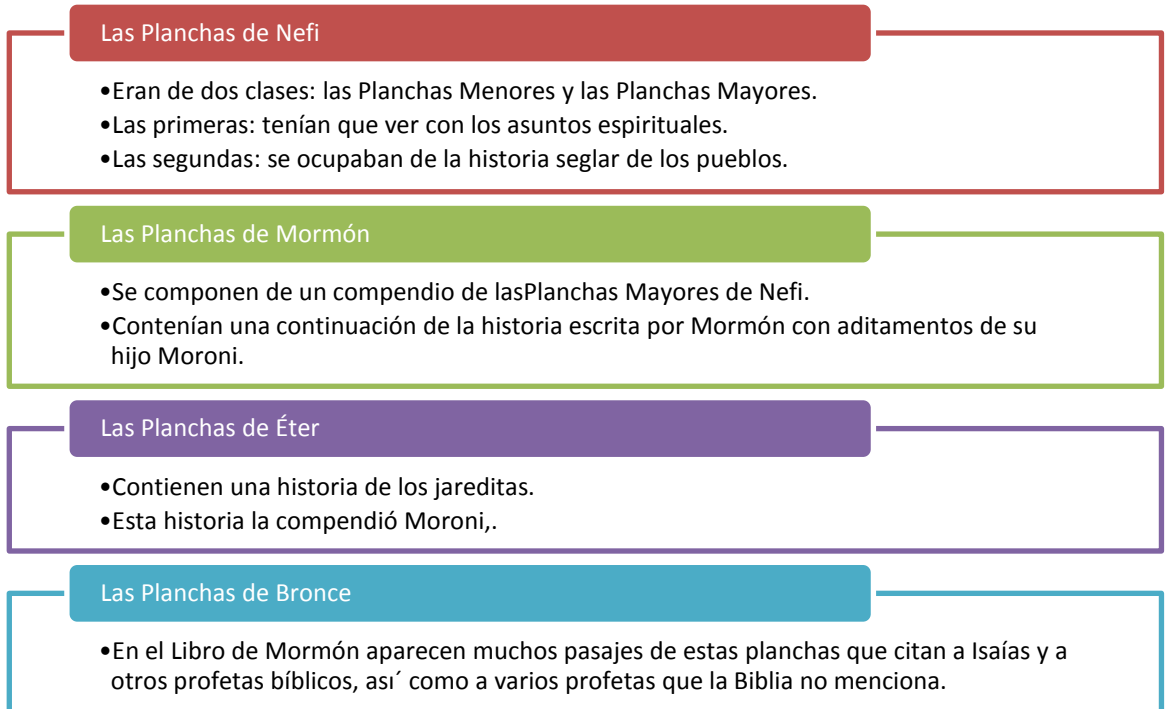 Las Planchas de Nefi
•Eran de dos clases: las Planchas Menores y las Planchas Mayores.
•Las primeras: tenían que ver con los asuntos espirituales.
•Las segundas: se ocupaban de la historia seglar de los pueblos.
Las Planchas de Mormón
•Se componen de un compendio de lasPlanchas Mayores de Nefi.
•Contenían una continuación de la historia escrita por Mormón con aditamentos de su
hijo Moroni.
Las Planchas de Éter
•Contienen una historia de los jareditas.
•Esta historia la compendió Moroni,.
Las Planchas de Bronce
•En el Libro de Mormón aparecen muchos pasajes de estas planchas que citan a Isaías y a
otros profetas bíblicos, ası´ como a varios profetas que la Biblia no menciona.